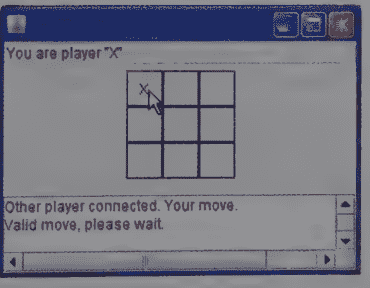 You are player "X"
X
Other player connected. Your move.
Valid move, please wait.